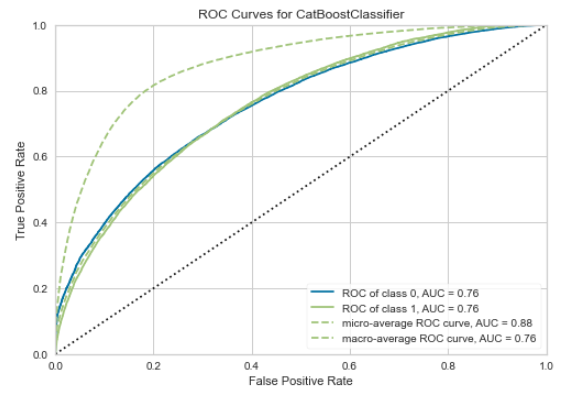 ROC Curves for CatBoostClassifier
1.0
0.8
0.6
0.4
0.2
0.0
True Positive Rate
ROC of class 0, AUC = 0.76
ROC of class 1, AUC = 0.76
micro-average ROC curve, AUC = 0.88
macro-average ROC curve, AUC = 0.76
0.0 0.2 0.4 0.6 0.8 1.0
False Positive Rate